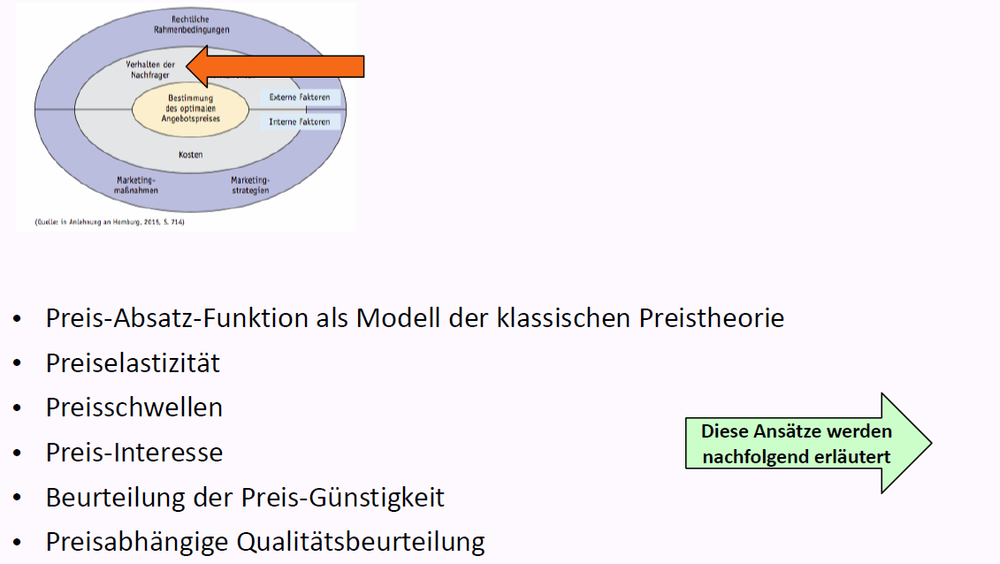 Rechtliche
Rahmenbedingungen
Verhalten der
Nachfrager
Bestimmung
des optimalen
Angebotspreises
Externe Faktoren
Interne Faktoren
Kosten
Marketing-
maßnahmen
Marketing-
strategien
(Quelle: in Anlehnung an Homburg, 2015, S. 714)
• Preis-Absatz-Funktion als Modell der klassischen Preistheorie
• Preiselastizität
• Preisschwellen
• Preis-Interesse
• Beurteilung der Preis-Günstigkeit
• Preisabhängige Qualitätsbeurteilung
Diese Ansätze werden
nachfolgend erläutert